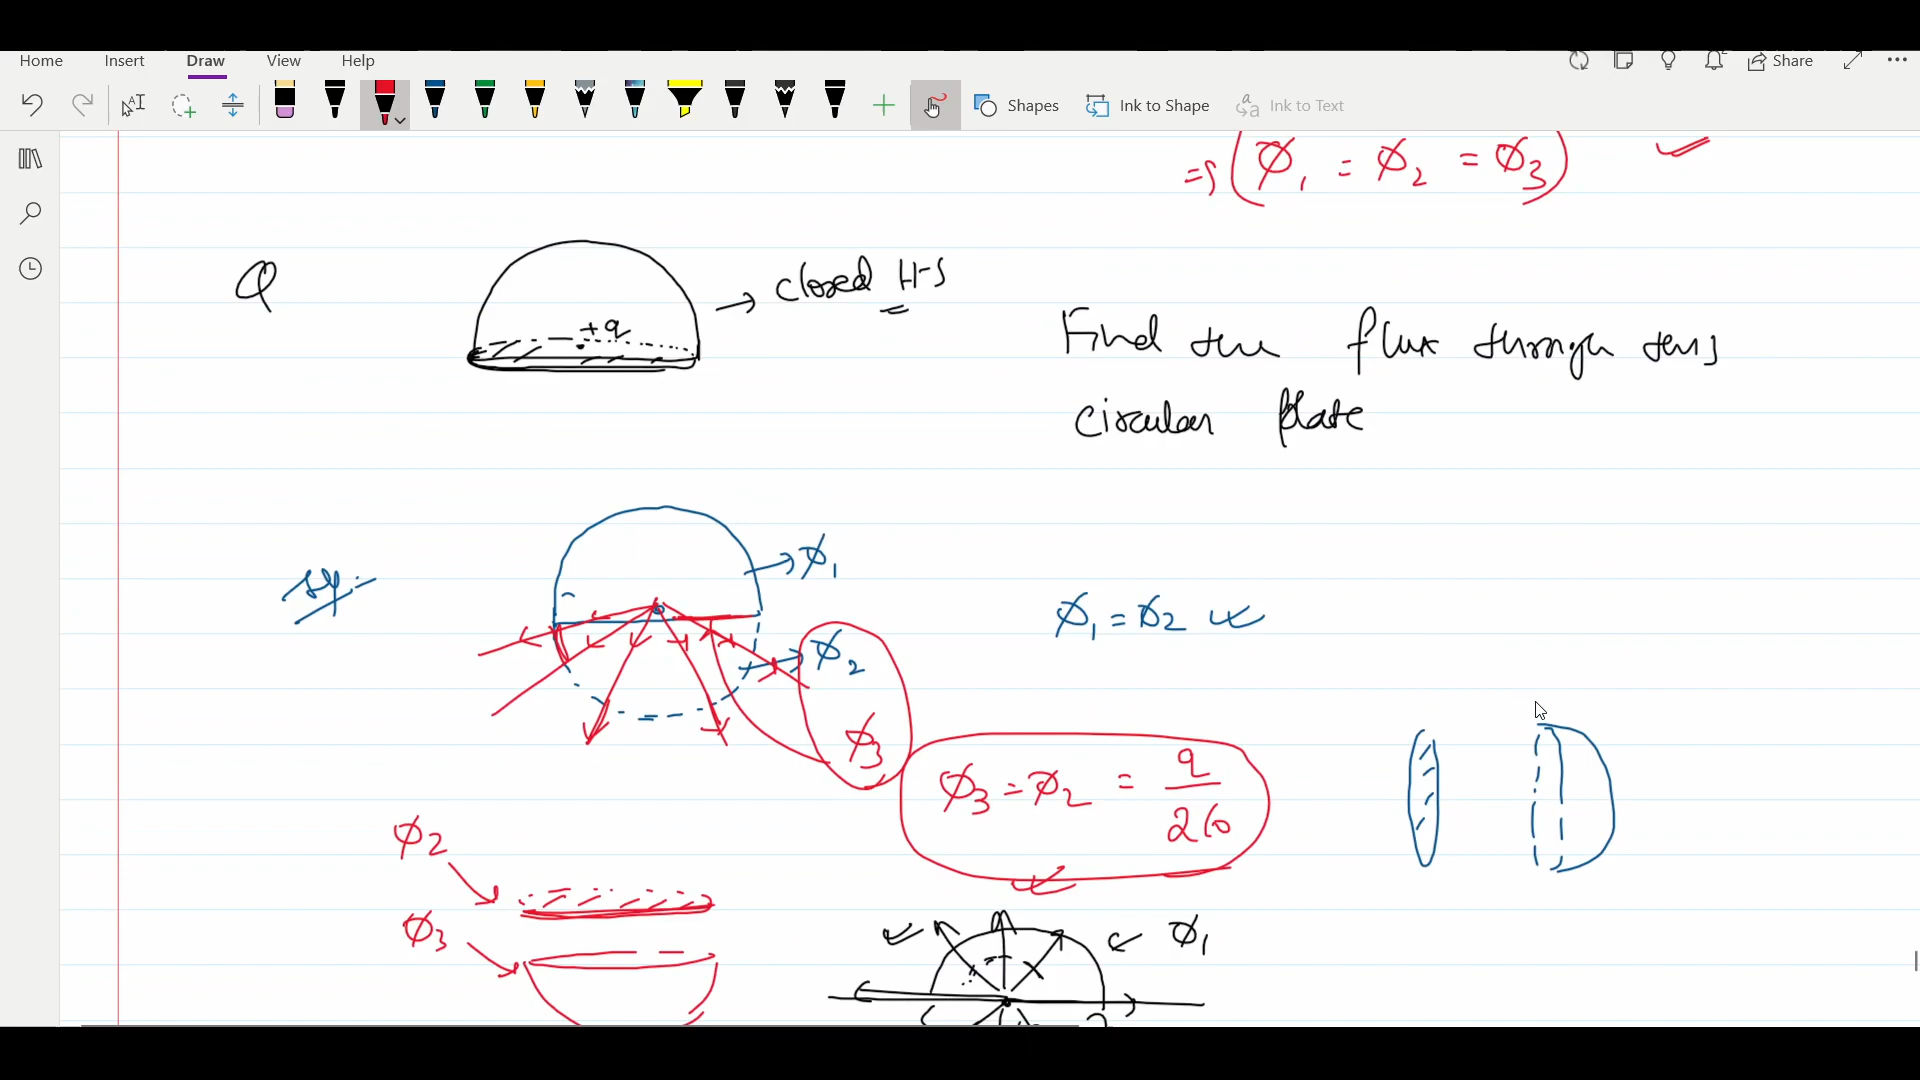 Home Insert Draw View Help
Share
Shapes Ink to Shape Ink to Text
=> (φ₁ = φ₂ = φ₃)
Q
+q
→ closed H-S
Find the flux through this
circular plate
→ φ₁
φ₁ = φ₂
→ φ₂
φ₃
φ₃ = φ₂ = q/2ε₀
φ₂
φ₃
φ₁